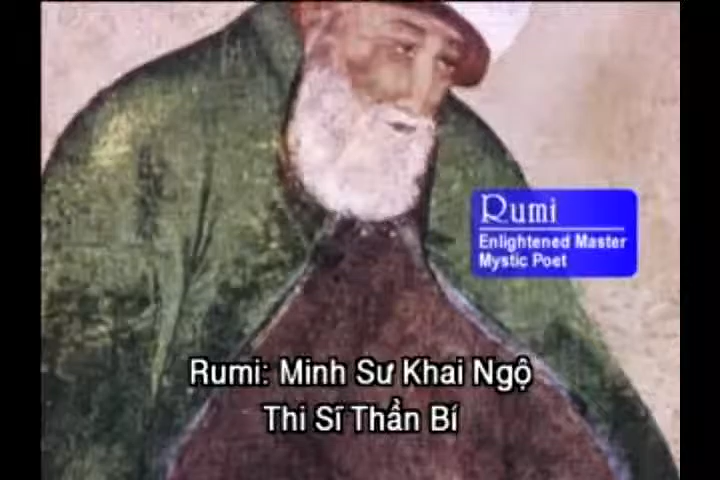 Rumi
Enlightened Master
Mystic Poet
Rumi: Minh Sư Khai Ngộ
Thi Sĩ Thần Bí